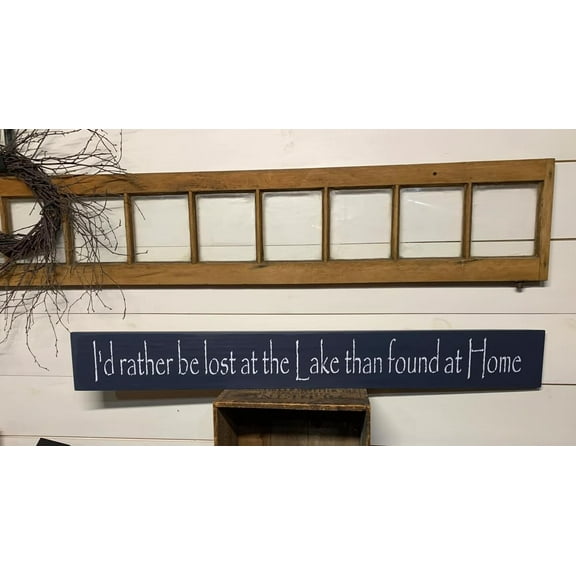 I'd rather be lost at the Lake than found at Home